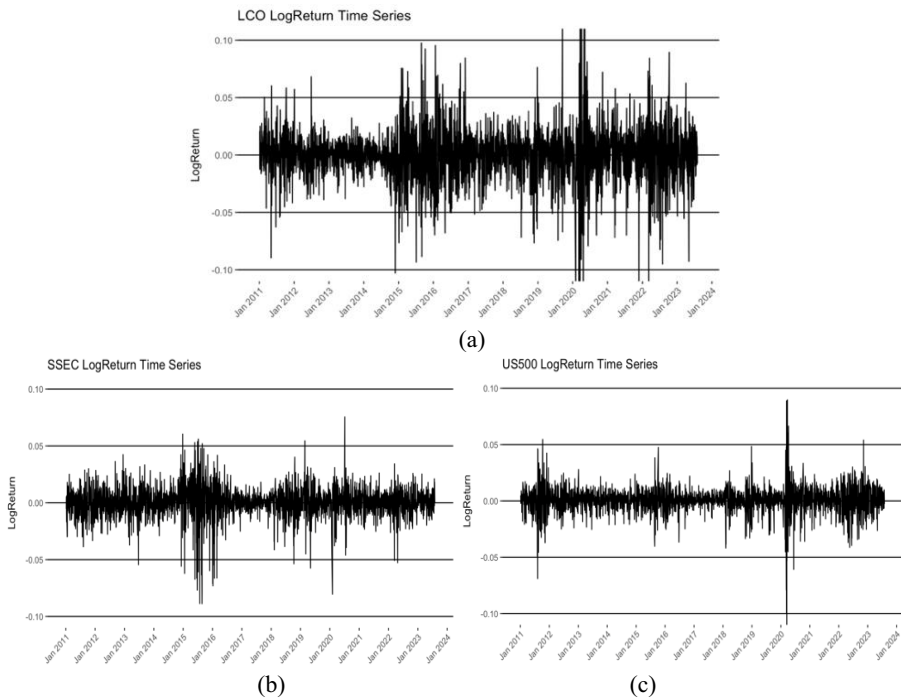 LCO LogReturn Time Series
LogReturn
0.10
0.05
0.00
-0.05
-0.10
Jan 2011
Jan 2012
Jan 2013
Jan 2014
Jan 2015
Jan 2016
Jan 2017
Jan 2018
Jan 2019
Jan 2020
Jan 2021
Jan 2022
Jan 2023
Jan 2024
(a)
SSEC LogReturn Time Series
LogReturn
0.10
0.05
0.00
-0.05
-0.10
Jan 2011
Jan 2012
Jan 2013
Jan 2014
Jan 2015
Jan 2016
Jan 2017
Jan 2018
Jan 2019
Jan 2020
Jan 2021
Jan 2022
Jan 2023
Jan 2024
(b)
US500 LogReturn Time Series
LogReturn
0.10
0.05
0.00
-0.05
-0.10
Jan 2011
Jan 2012
Jan 2013
Jan 2014
Jan 2015
Jan 2016
Jan 2017
Jan 2018
Jan 2019
Jan 2020
Jan 2021
Jan 2022
Jan 2023
Jan 2024
(c)